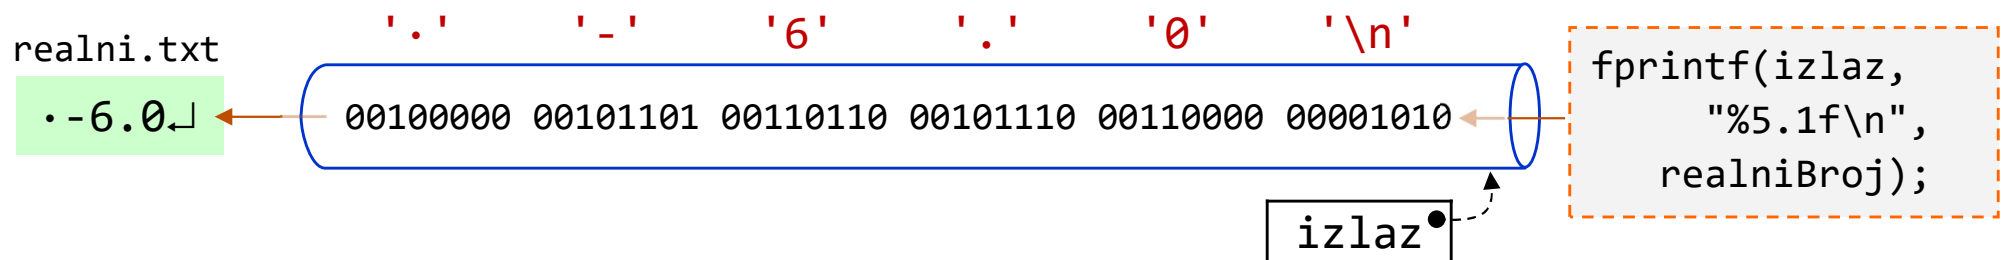 '·' '-' '6' '.' '0' '\n'
realni.txt
·-6.0↵
00100000 00101101 00110110 00101110 00110000 00001010
fprintf(izlaz,
"%5.1f\n",
realniBroj);
izlaz